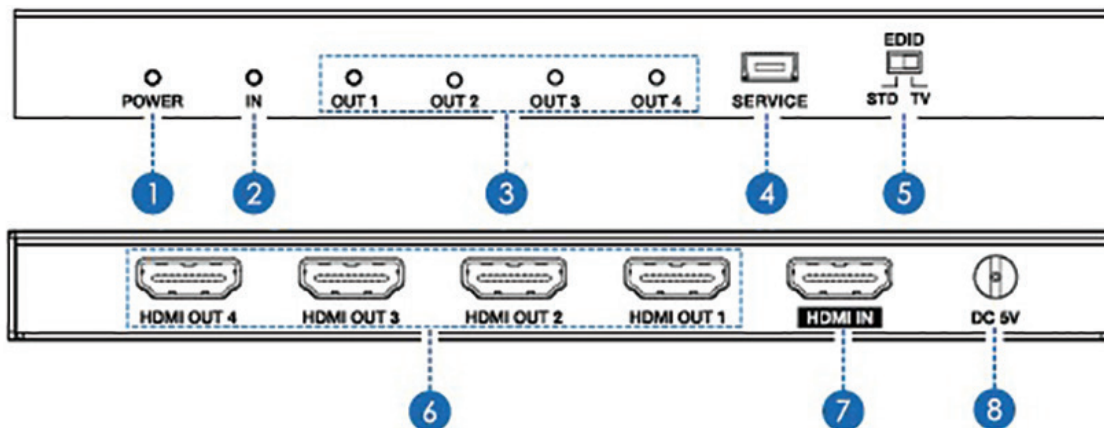 EDID
POWER IN OUT 1 OUT 2 OUT 3 OUT 4 SERVICE STD TV
1 2 3 4 5
HDMI OUT 4 HDMI OUT 3 HDMI OUT 2 HDMI OUT 1 HDMI IN DC 5V
6 7 8